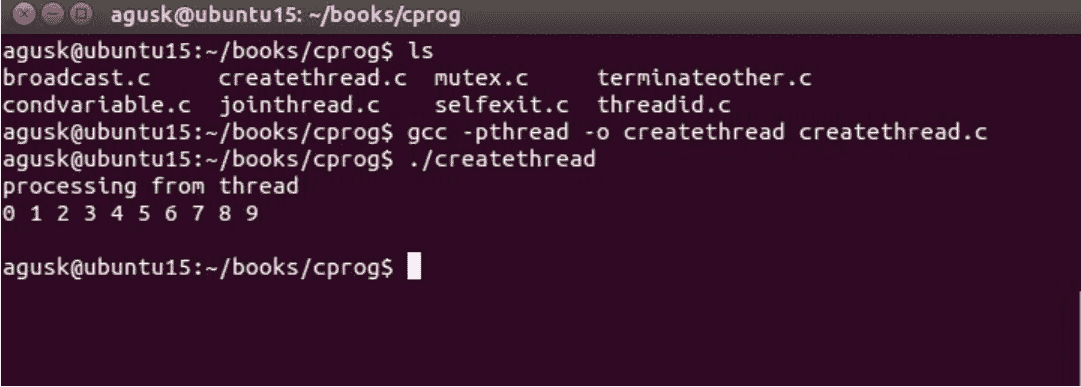 agusk@ubuntu15: ~/books/cprog
agusk@ubuntu15:~/books/cprog$ ls
broadcast.c     createthread.c  mutex.c     terminateother.c
condvariable.c  jointhread.c    selfexit.c  threadid.c
agusk@ubuntu15:~/books/cprog$ gcc -pthread -o createthread createthread.c
agusk@ubuntu15:~/books/cprog$ ./createthread
processing from thread
0 1 2 3 4 5 6 7 8 9
agusk@ubuntu15:~/books/cprog$